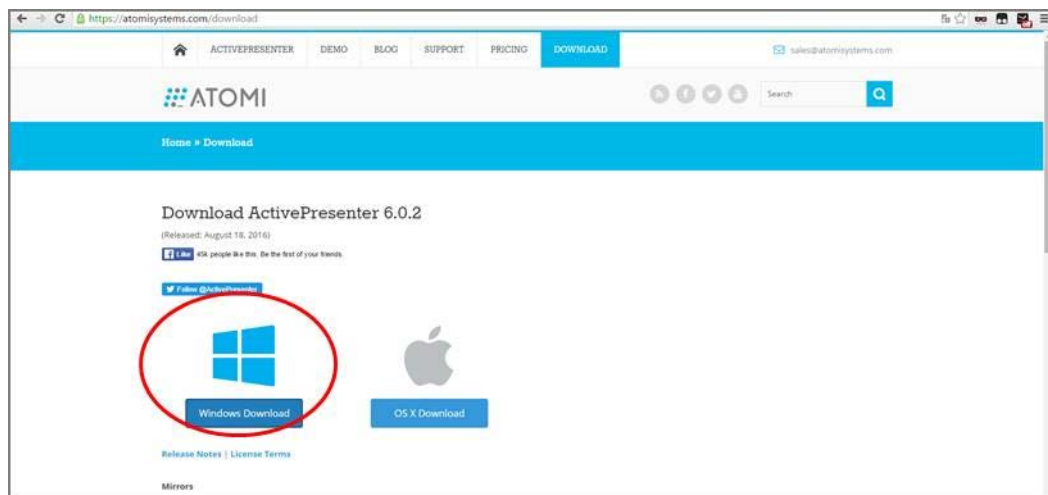 https://atomisystems.com/download
ACTIVEPRESENTER DEMO BLOG SUPPORT PRICING DOWNLOAD sales@atomisystems.com
ATOMI Search
Home » Download
Download ActivePresenter 6.0.2
(Released: August 18, 2016)
Like 45k people like this. Be the first of your friends.
Follow @ActivePresenter
Windows Download OS X Download
Release Notes | License Terms
Mirrors